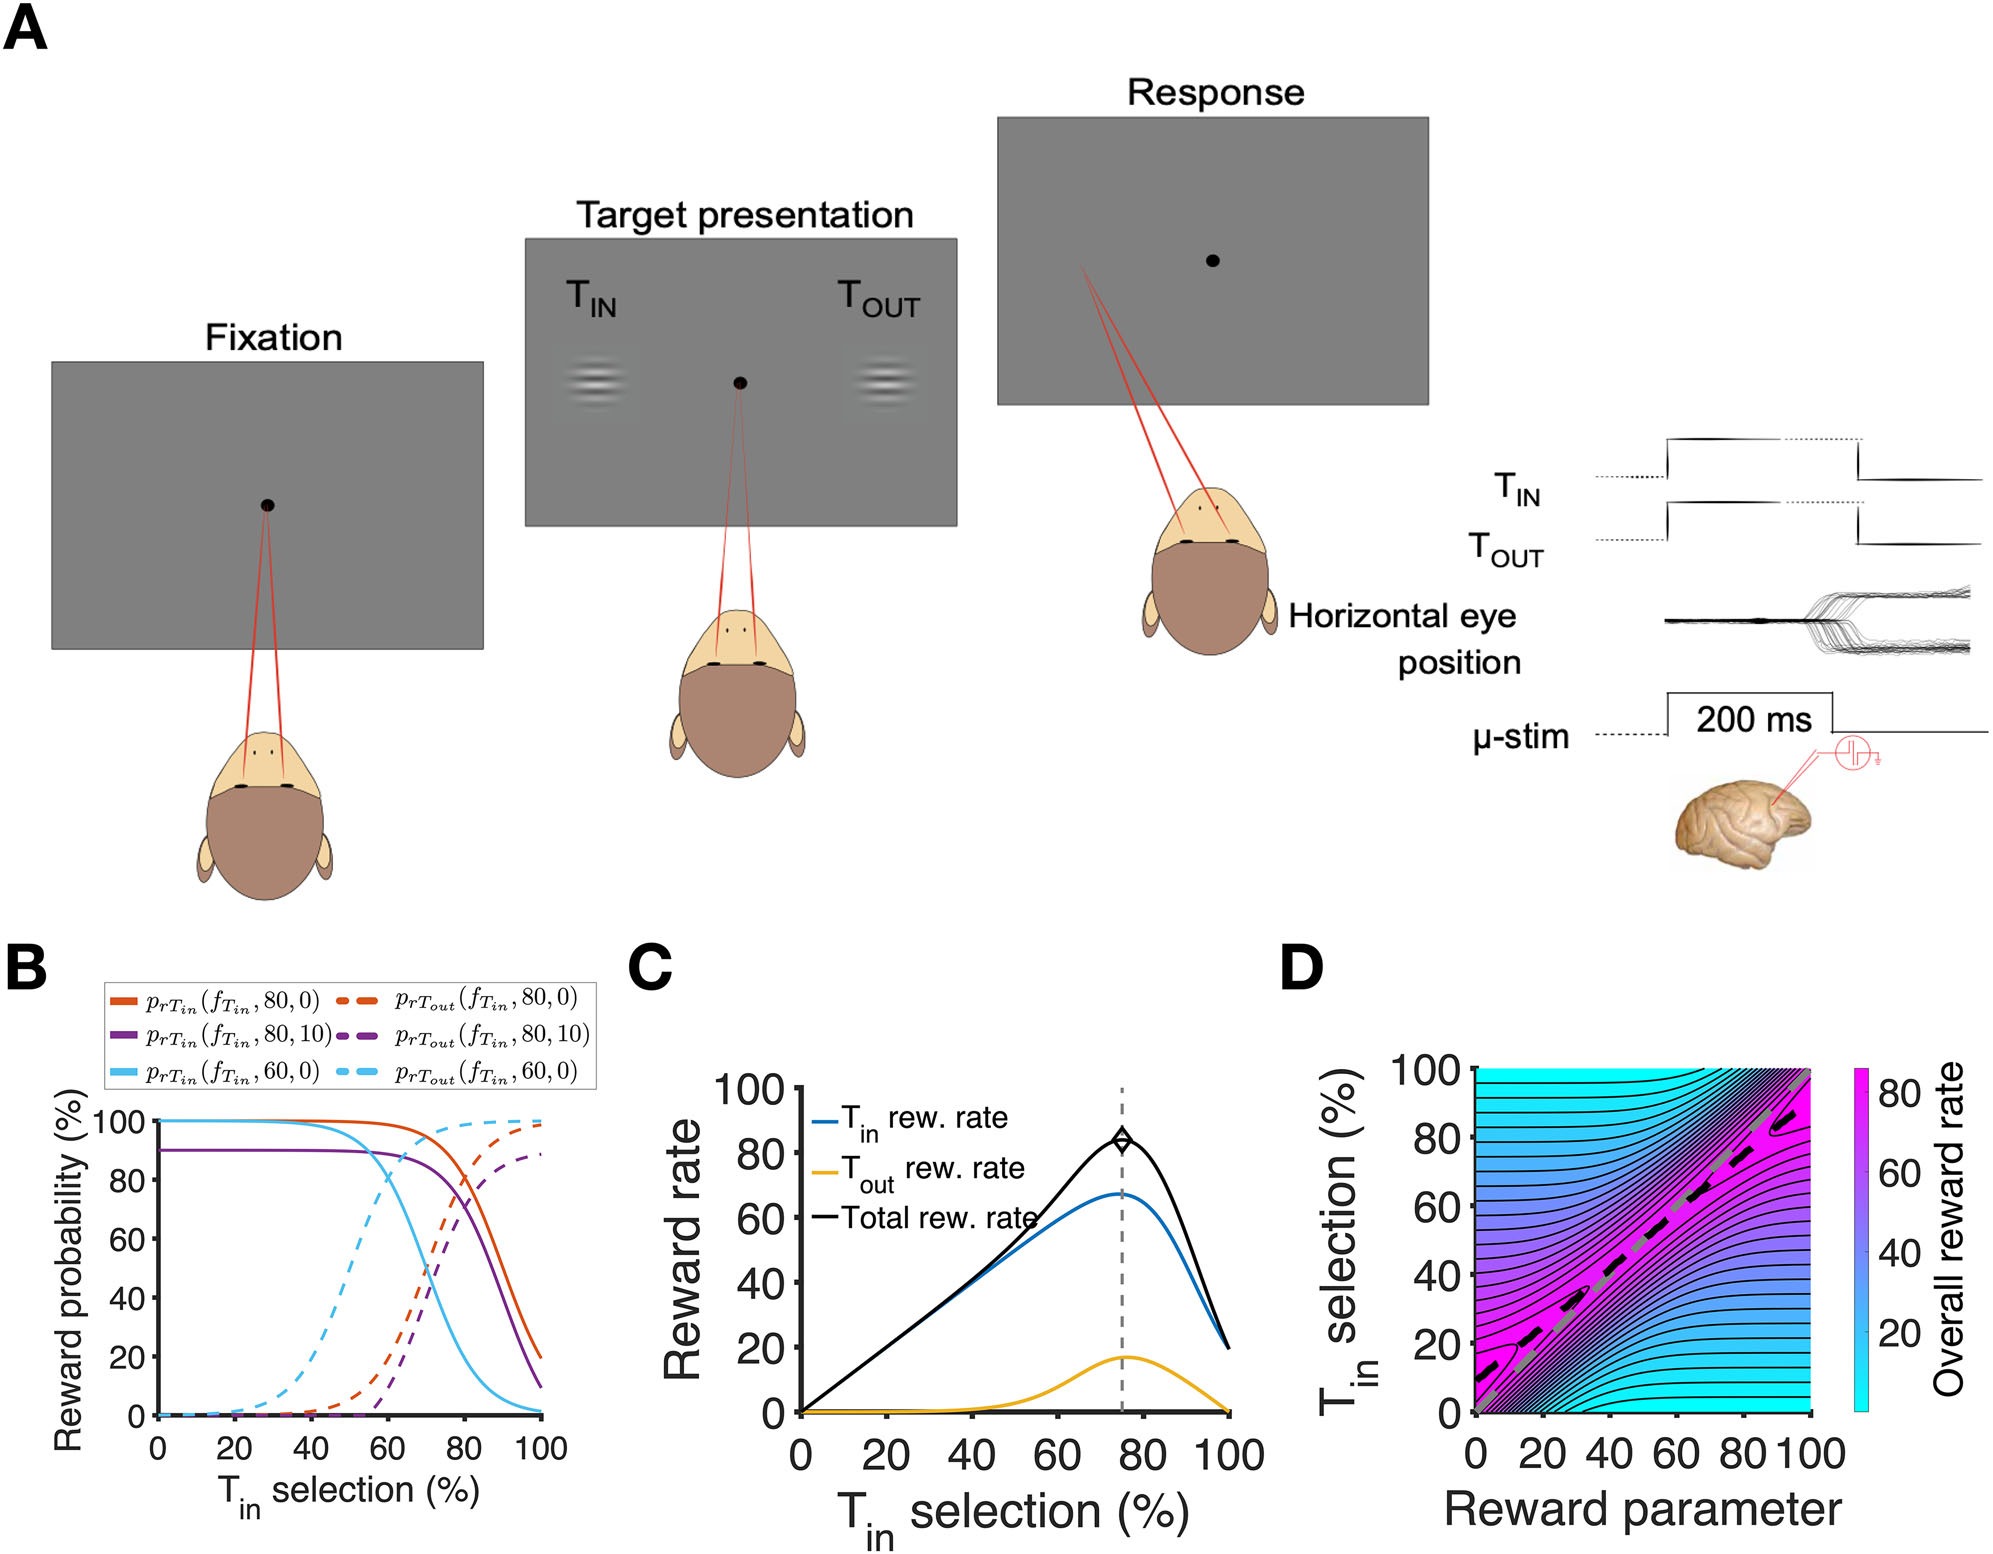 A
Fixation
Target presentation
T_IN
T_OUT
Response
T_IN
T_OUT
Horizontal eye
position
μ-stim
200 ms
B
p_rT_in(f_T_in, 80, 0) p_rT_out(f_T_in, 80, 0)
p_rT_in(f_T_in, 80, 10) p_rT_out(f_T_in, 80, 10)
p_rT_in(f_T_in, 60, 0) p_rT_out(f_T_in, 60, 0)
Reward probability (%)
100
80
60
40
20
0
0 20 40 60 80 100
T_in selection (%)
C
Reward rate
100
80
60
40
20
0
T_in rew. rate
T_out rew. rate
Total rew. rate
0 20 40 60 80 100
T_in selection (%)
D
T_in selection (%)
100
80
60
40
20
0
0 20 40 60 80 100
Reward parameter
80
60
40
20
Overall reward rate